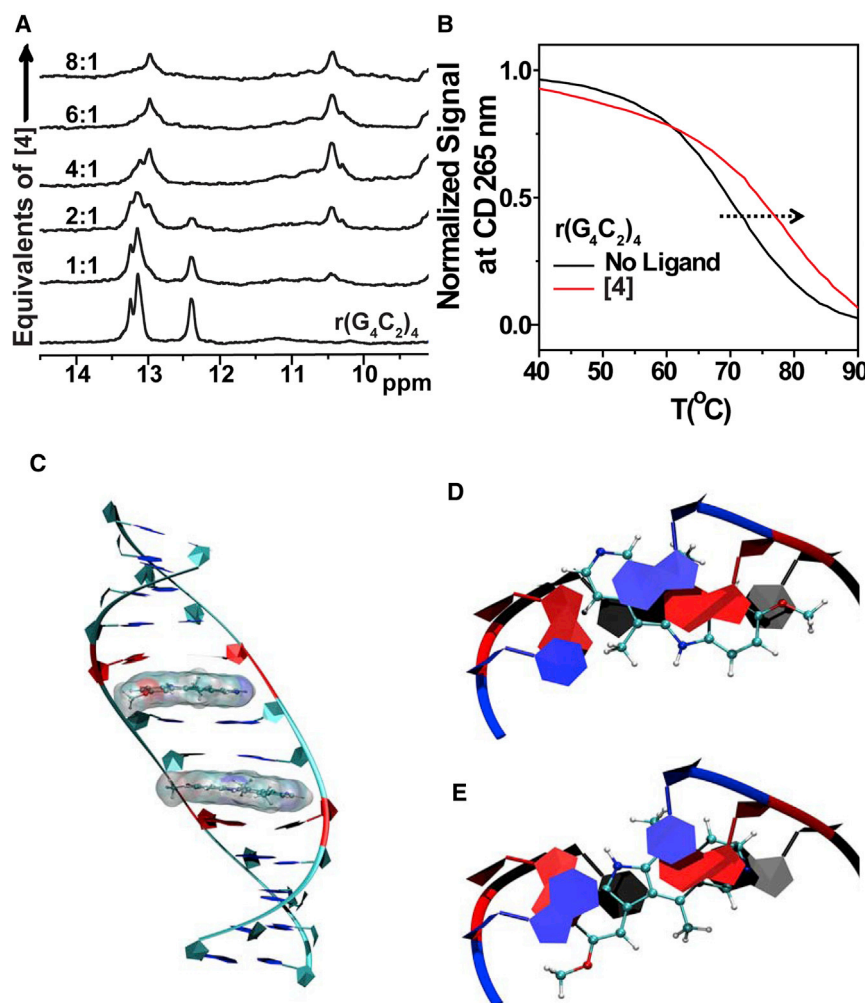 A
Equivalents of [4]
8:1
6:1
4:1
2:1
1:1
r(G₄C₂)₄
14 13 12 11 10 ppm
B
Normalized Signal
at CD 265 nm
1.0
0.5
0.0
r(G₄C₂)₄
No Ligand
[4]
40 50 60 70 80 90
T(°C)
C
D
E